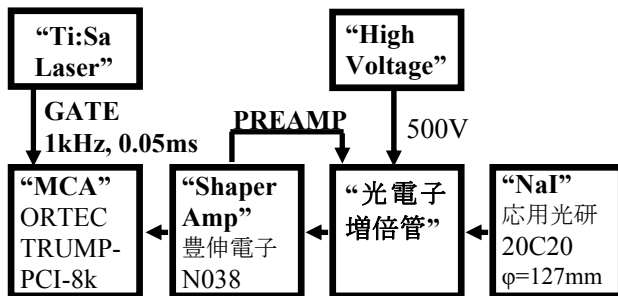 “Ti:Sa
Laser”
“High
Voltage”
GATE
1kHz, 0.05ms
PREAMP
500V
“MCA”
ORTEC
TRUMP-
PCI-8k
“Shaper
Amp”
豊伸電子
N038
“光電子
増倍管”
“NaI”
応用光研
20C20
φ=127mm